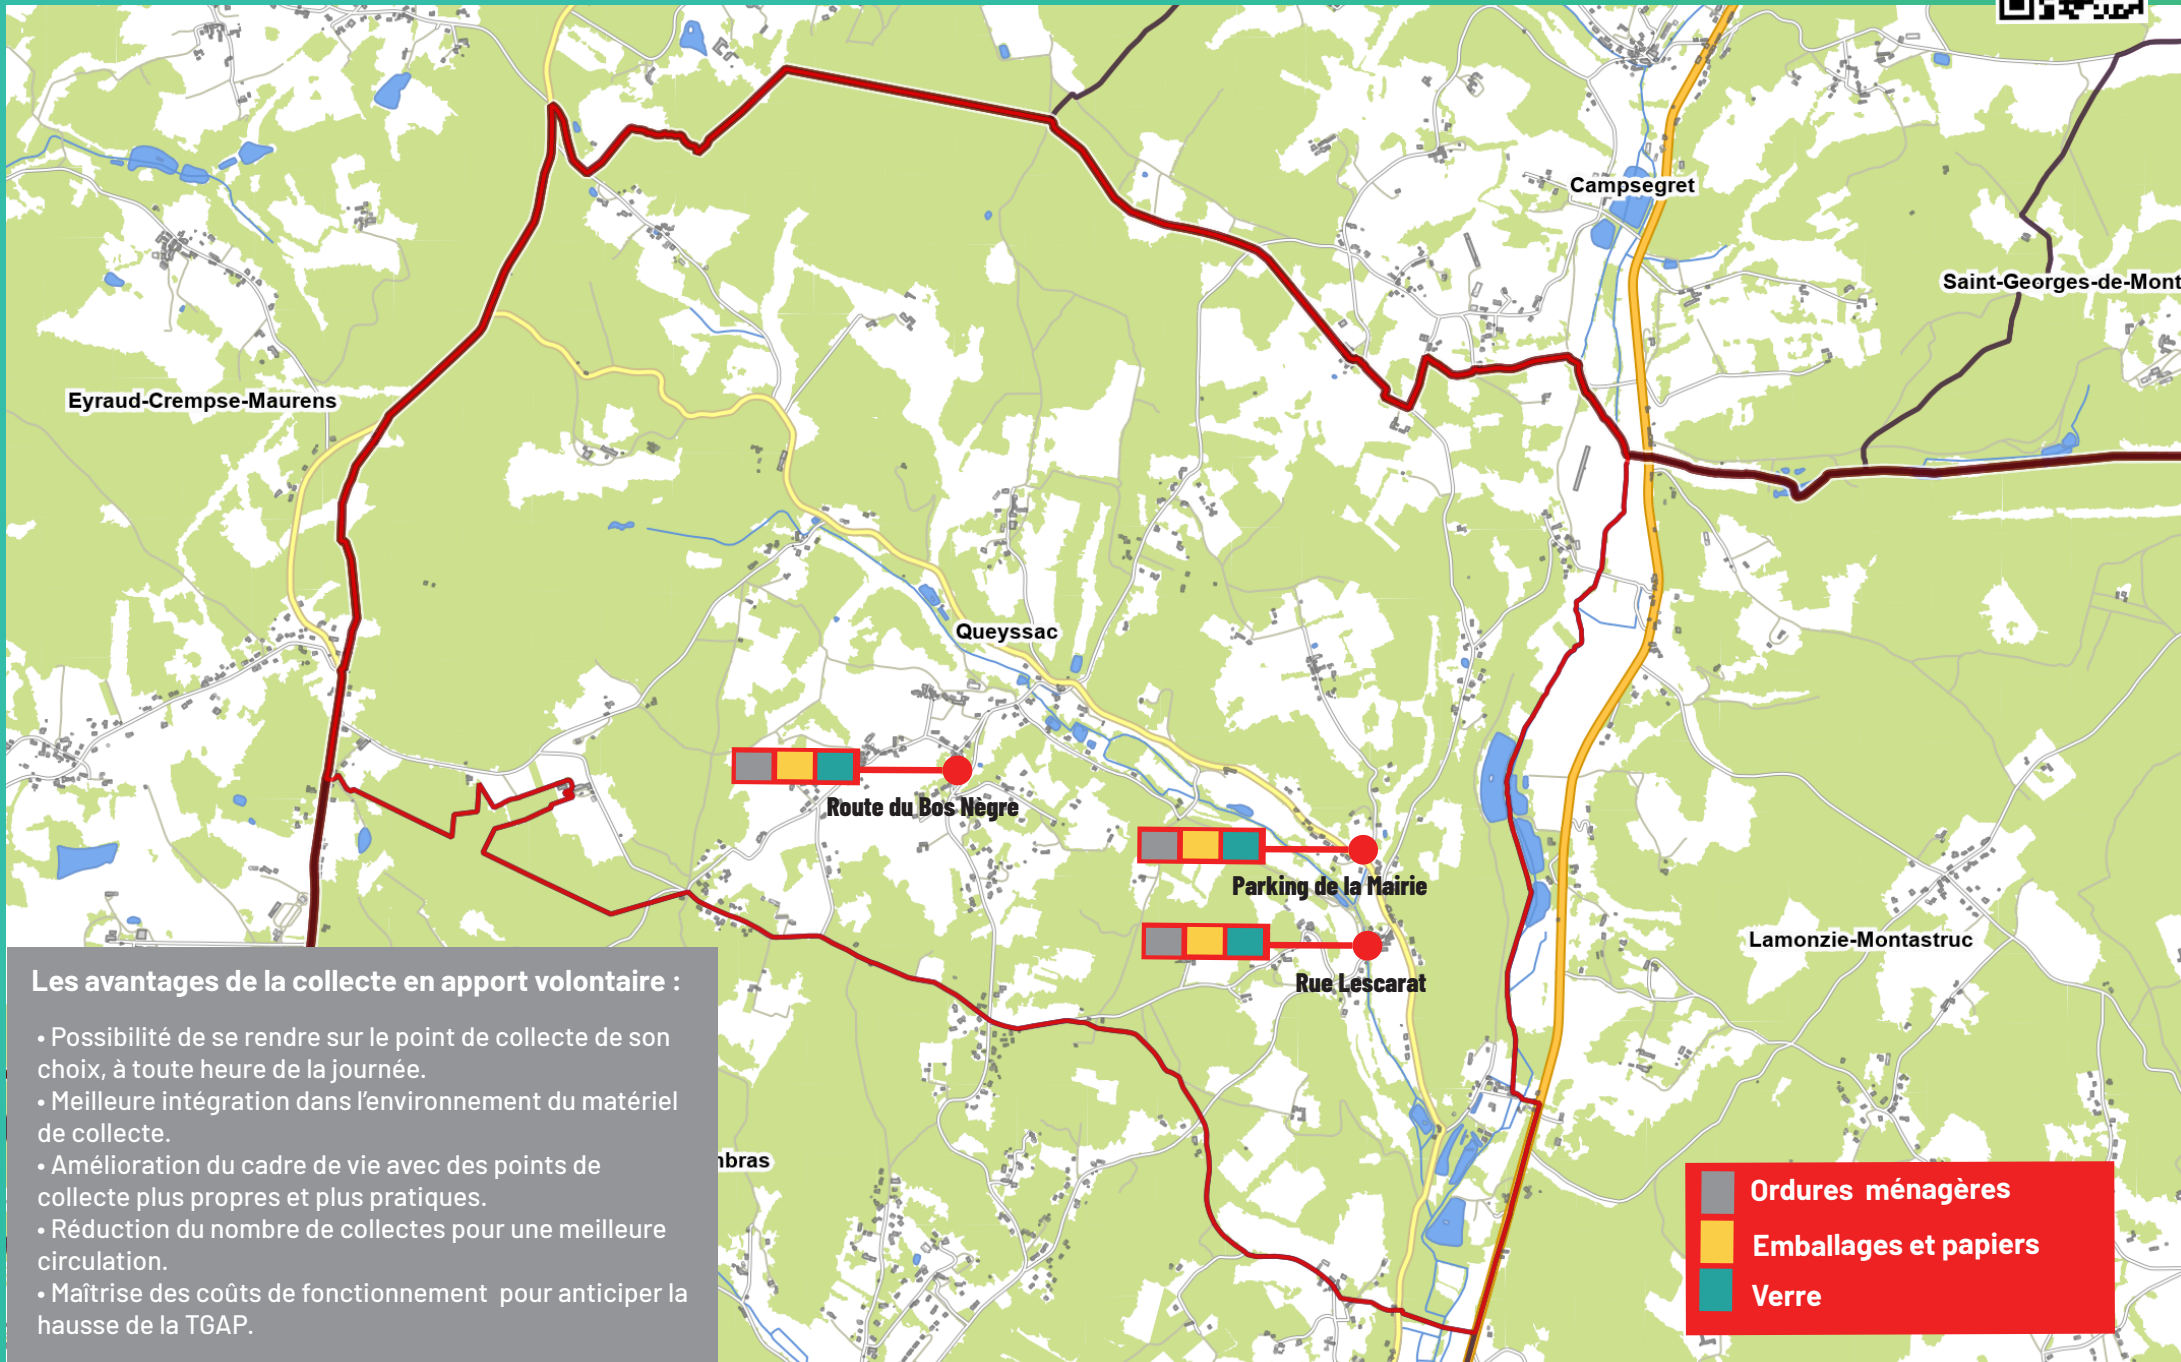 Campsegret
Saint-Georges-de-Mont
Eyraud-Crempse-Maurens
Queyssac
Route du Bos Nègre
Parking de la Mairie
Rue Lescarat
Lamonzie-Montastruc
mbras
Les avantages de la collecte en apport volontaire :
• Possibilité de se rendre sur le point de collecte de son
choix, à toute heure de la journée.
• Meilleure intégration dans l’environnement du matériel
de collecte.
• Amélioration du cadre de vie avec des points de
collecte plus propres et plus pratiques.
• Réduction du nombre de collectes pour une meilleure
circulation.
• Maîtrise des coûts de fonctionnement pour anticiper la
hausse de la TGAP.
Ordures ménagères
Emballages et papiers
Verre